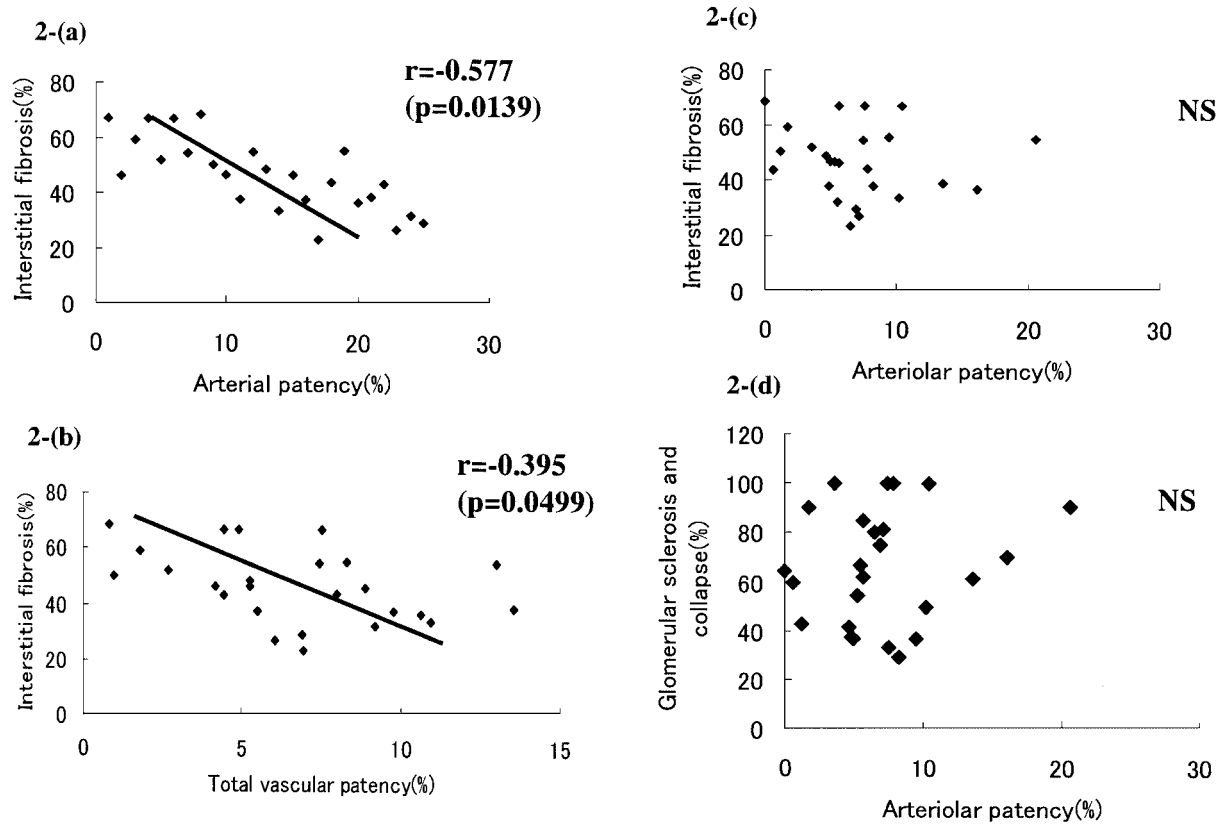 2-(a)
r=-0.577
(p=0.0139)
Interstitial fibrosis(%)
80
60
40
20
0
0 10 20 30
Arterial patency(%)
2-(b)
r=-0.395
(p=0.0499)
Interstitial fibrosis(%)
80
60
40
20
0
0 5 10 15
Total vascular patency(%)
2-(c)
NS
Interstitial fibrosis(%)
80
60
40
20
0
0 10 20 30
Arteriolar patency(%)
2-(d)
NS
Glomerular sclerosis and
collapse(%)
120
100
80
60
40
20
0
0 10 20 30
Arteriolar patency(%)